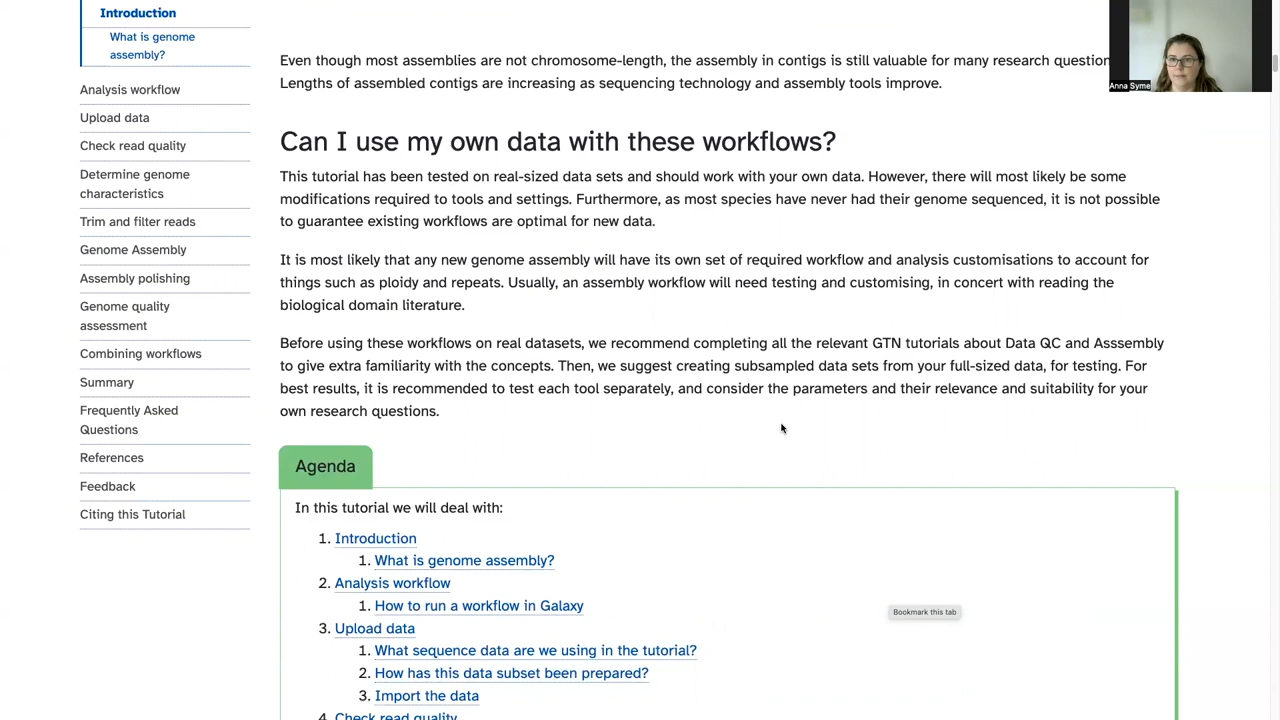 Introduction
What is genome
assembly?
Analysis workflow
Upload data
Check read quality
Determine genome
characteristics
Trim and filter reads
Genome Assembly
Assembly polishing
Genome quality
assessment
Combining workflows
Summary
Frequently Asked
Questions
References
Feedback
Citing this Tutorial
Even though most assemblies are not chromosome-length, the assembly in contigs is still valuable for many research question
Lengths of assembled contigs are increasing as sequencing technology and assembly tools improve.
Can I use my own data with these workflows?
This tutorial has been tested on real-sized data sets and should work with your own data. However, there will most likely be some
modifications required to tools and settings. Furthermore, as most species have never had their genome sequenced, it is not possible
to guarantee existing workflows are optimal for new data.
It is most likely that any new genome assembly will have its own set of required workflow and analysis customisations to account for
things such as ploidy and repeats. Usually, an assembly workflow will need testing and customising, in concert with reading the
biological domain literature.
Before using these workflows on real datasets, we recommend completing all the relevant GTN tutorials about Data QC and Asssembly
to give extra familiarity with the concepts. Then, we suggest creating subsampled data sets from your full-sized data, for testing. For
best results, it is recommended to test each tool separately, and consider the parameters and their relevance and suitability for your
own research questions.
Agenda
In this tutorial we will deal with:
1. Introduction
1. What is genome assembly?
2. Analysis workflow
1. How to run a workflow in Galaxy
3. Upload data
1. What sequence data are we using in the tutorial?
2. How has this data subset been prepared?
3. Import the data
4. Check read quality
Bookmark this tab
Anna Syme